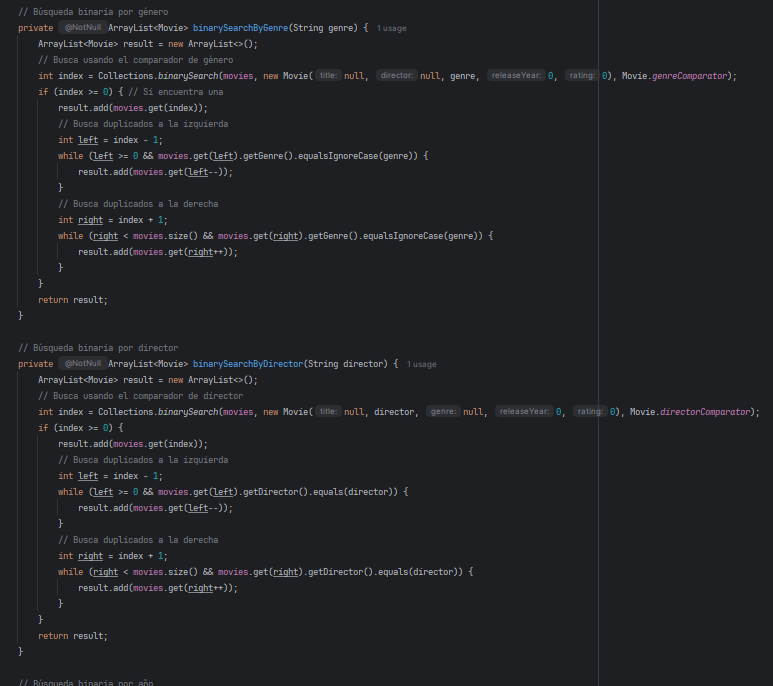 // Búsqueda binaria por género
private @NotNull ArrayList<Movie> binarySearchByGenre(String genre) { 1 usage
ArrayList<Movie> result = new ArrayList<>();
// Busca usando el comparador de género
int index = Collections.binarySearch(movies, new Movie( title: null, director: null, genre, releaseYear: 0, rating: 0), Movie.genreComparator);
if (index >= 0) { // Si encuentra una
result.add(movies.get(index));
// Busca duplicados a la izquierda
int left = index - 1;
while (left >= 0 && movies.get(left).getGenre().equalsIgnoreCase(genre)) {
result.add(movies.get(left--));
}
// Busca duplicados a la derecha
int right = index + 1;
while (right < movies.size() && movies.get(right).getGenre().equalsIgnoreCase(genre)) {
result.add(movies.get(right++));
}
}
return result;
}
// Búsqueda binaria por director
private @NotNull ArrayList<Movie> binarySearchByDirector(String director) { 1 usage
ArrayList<Movie> result = new ArrayList<>();
// Busca usando el comparador de director
int index = Collections.binarySearch(movies, new Movie( title: null, director, genre: null, releaseYear: 0, rating: 0), Movie.directorComparator);
if (index >= 0) {
result.add(movies.get(index));
// Busca duplicados a la izquierda
int left = index - 1;
while (left >= 0 && movies.get(left).getDirector().equals(director)) {
result.add(movies.get(left--));
}
// Busca duplicados a la derecha
int right = index + 1;
while (right < movies.size() && movies.get(right).getDirector().equals(director)) {
result.add(movies.get(right++));
}
}
return result;
}
// Búsqueda binaria por año